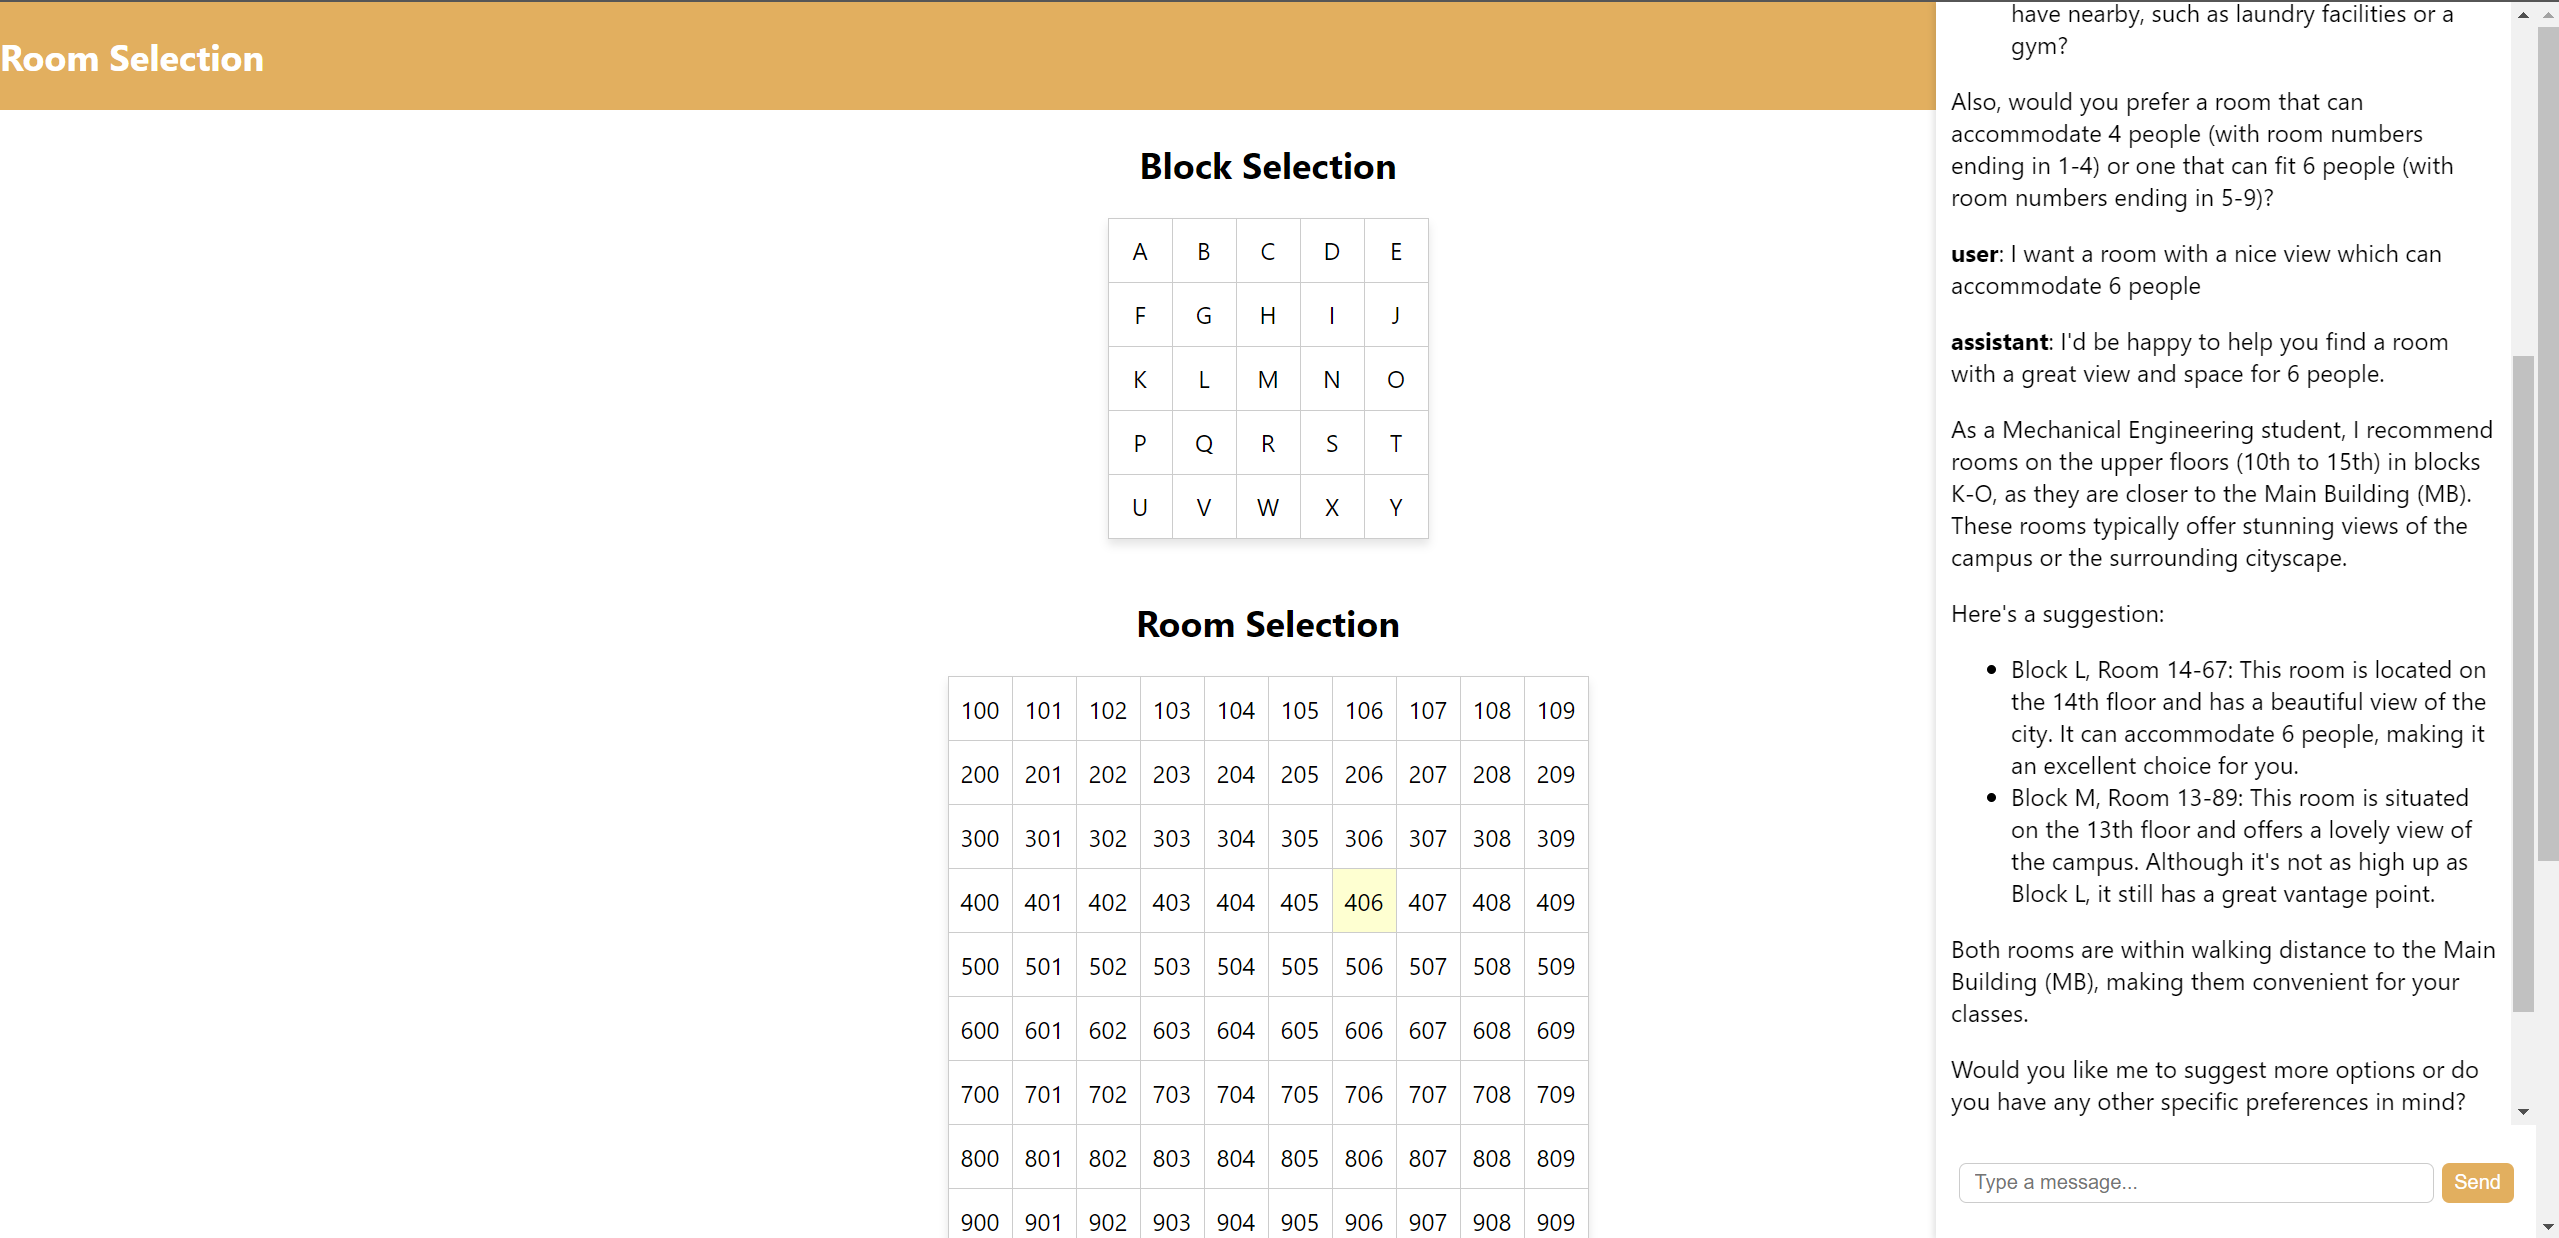 Room Selection
Block Selection
A B C D E
F G H I J
K L M N O
P Q R S T
U V W X Y
Room Selection
100 101 102 103 104 105 106 107 108 109
200 201 202 203 204 205 206 207 208 209
300 301 302 303 304 305 306 307 308 309
400 401 402 403 404 405 406 407 408 409
500 501 502 503 504 505 506 507 508 509
600 601 602 603 604 605 606 607 608 609
700 701 702 703 704 705 706 707 708 709
800 801 802 803 804 805 806 807 808 809
900 901 902 903 904 905 906 907 908 909
have nearby, such as laundry facilities or a
gym?
Also, would you prefer a room that can
accommodate 4 people (with room numbers
ending in 1-4) or one that can fit 6 people (with
room numbers ending in 5-9)?
user: I want a room with a nice view which can
accommodate 6 people
assistant: I'd be happy to help you find a room
with a great view and space for 6 people.
As a Mechanical Engineering student, I recommend
rooms on the upper floors (10th to 15th) in blocks
K-O, as they are closer to the Main Building (MB).
These rooms typically offer stunning views of the
campus or the surrounding cityscape.
Here's a suggestion:
• Block L, Room 14-67: This room is located on
the 14th floor and has a beautiful view of the
city. It can accommodate 6 people, making it
an excellent choice for you.
• Block M, Room 13-89: This room is situated
on the 13th floor and offers a lovely view of
the campus. Although it's not as high up as
Block L, it still has a great vantage point.
Both rooms are within walking distance to the Main
Building (MB), making them convenient for your
classes.
Would you like me to suggest more options or do
you have any other specific preferences in mind?
Type a message...
Send